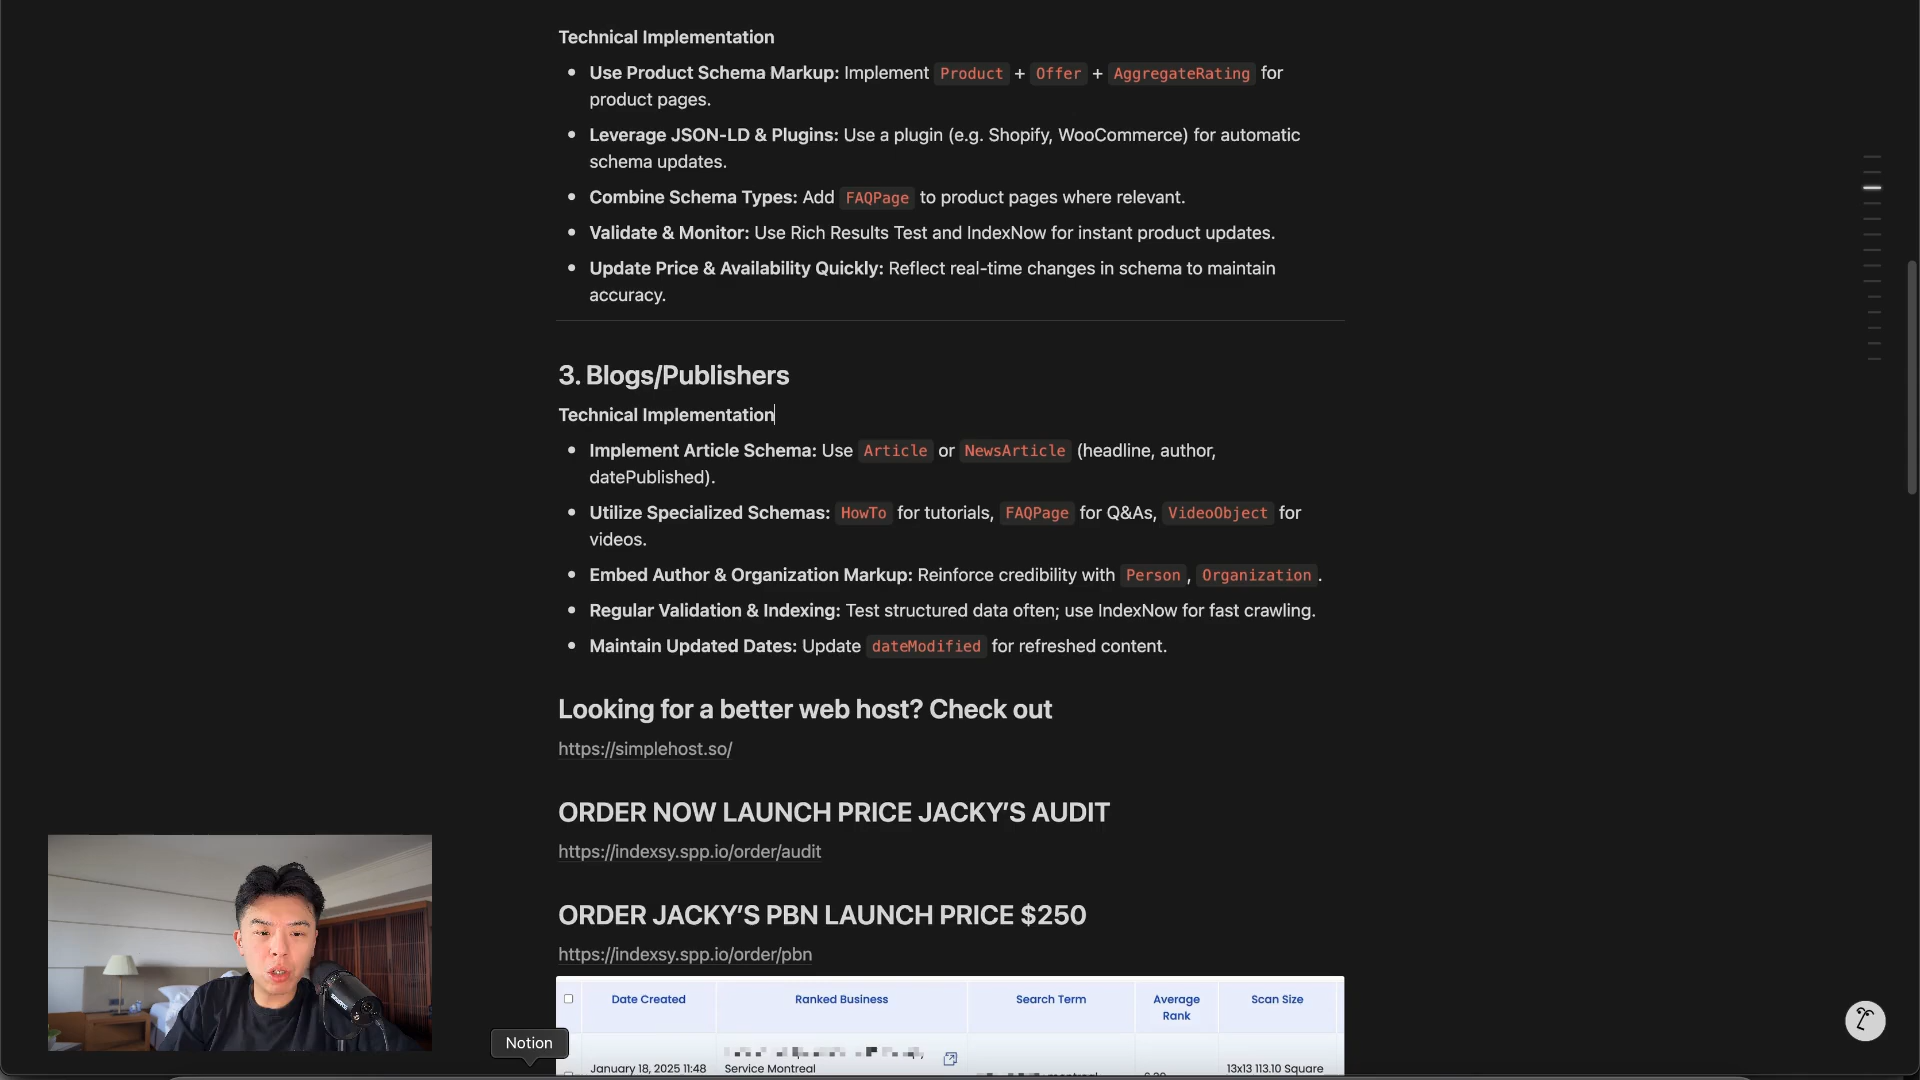 Technical Implementation
• Use Product Schema Markup: Implement Product + Offer + AggregateRating for
product pages.
• Leverage JSON-LD & Plugins: Use a plugin (e.g. Shopify, WooCommerce) for automatic
schema updates.
• Combine Schema Types: Add FAQPage to product pages where relevant.
• Validate & Monitor: Use Rich Results Test and IndexNow for instant product updates.
• Update Price & Availability Quickly: Reflect real-time changes in schema to maintain
accuracy.
3. Blogs/Publishers
Technical Implementation
• Implement Article Schema: Use Article or NewsArticle (headline, author,
datePublished).
• Utilize Specialized Schemas: HowTo for tutorials, FAQPage for Q&As, VideoObject for
videos.
• Embed Author & Organization Markup: Reinforce credibility with Person , Organization .
• Regular Validation & Indexing: Test structured data often; use IndexNow for fast crawling.
• Maintain Updated Dates: Update dateModified for refreshed content.
Looking for a better web host? Check out
https://simplehost.so/
ORDER NOW LAUNCH PRICE JACKY'S AUDIT
https://indexsy.spp.io/order/audit
ORDER JACKY'S PBN LAUNCH PRICE $250
https://indexsy.spp.io/order/pbn
Date Created Ranked Business Search Term Average Rank Scan Size
January 18, 2025 11:48 Service Montreal 13x13 113.10 Square
Notion